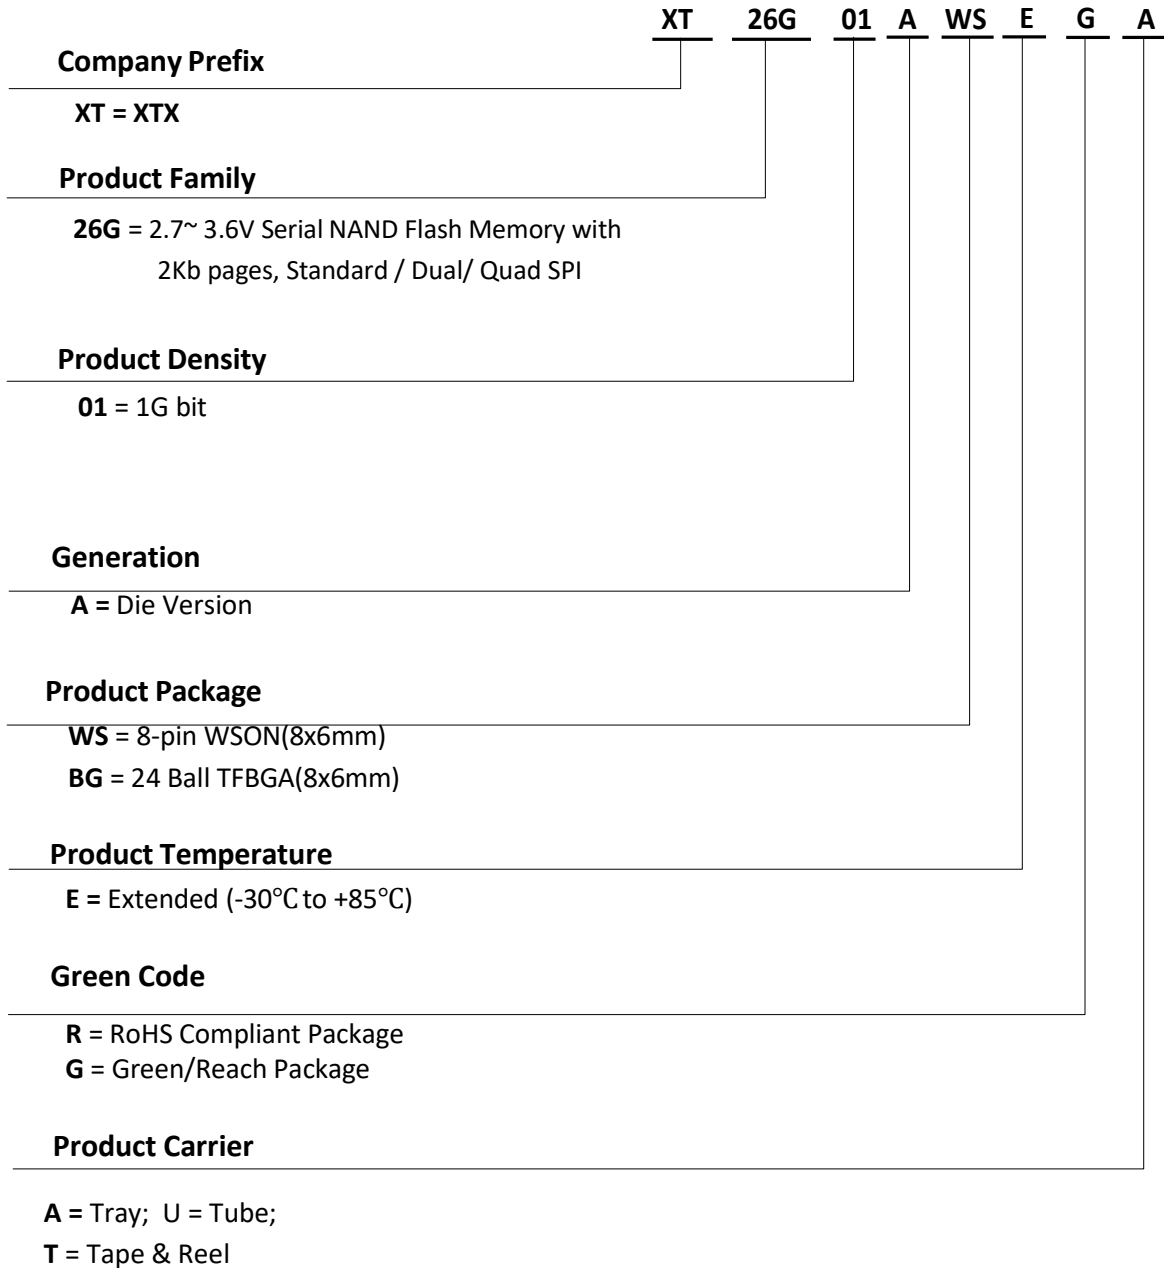 XT 26G 01 A WS E G A
Company Prefix
XT = XTX
Product Family
26G = 2.7~ 3.6V Serial NAND Flash Memory with
2Kb pages, Standard / Dual/ Quad SPI
Product Density
01 = 1G bit
Generation
A = Die Version
Product Package
WS = 8-pin WSON(8x6mm)
BG = 24 Ball TFBGA(8x6mm)
Product Temperature
E = Extended (-30℃ to +85℃)
Green Code
R = RoHS Compliant Package
G = Green/Reach Package
Product Carrier
A = Tray; U = Tube;
T = Tape & Reel